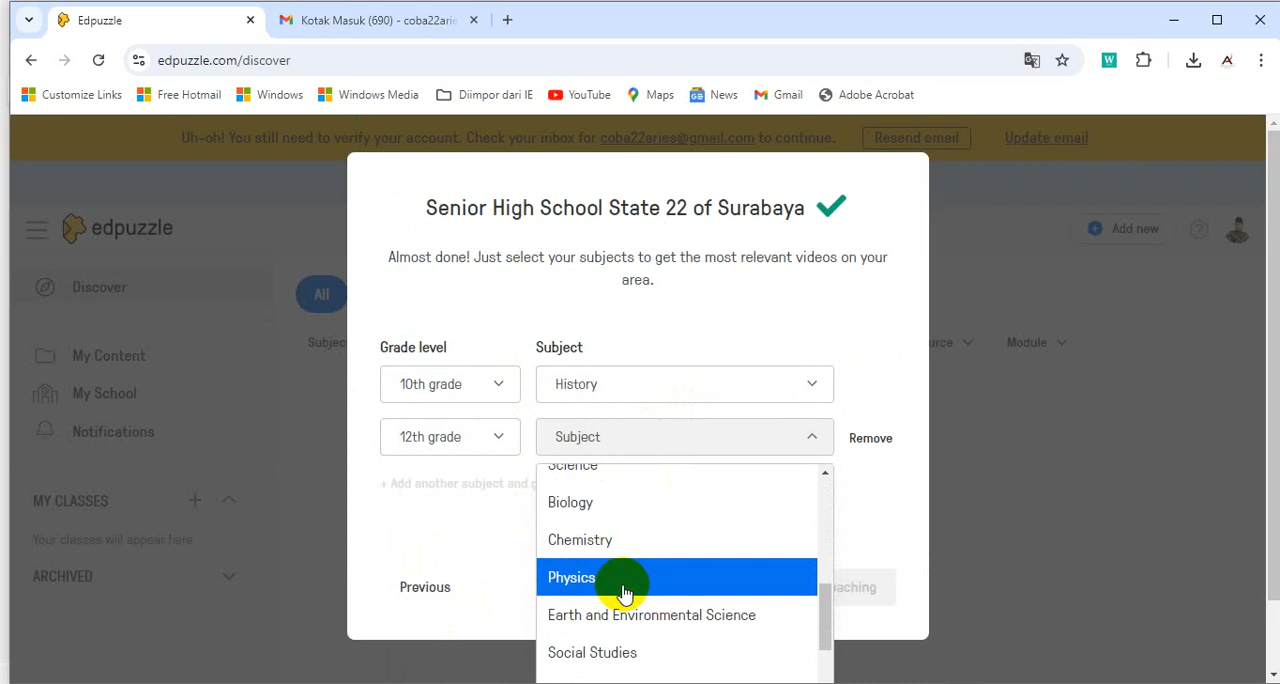 Edpuzzle
Kotak Masuk (690) - coba22arie
edpuzzle.com/discover
Customize Links
Free Hotmail
Windows
Windows Media
Diimpor dari IE
YouTube
Maps
News
Gmail
Adobe Acrobat
Uh-oh! You still need to verify your account. Check your inbox for coba22aries@gmail.com to continue.
Resend email
Update email
Senior High School State 22 of Surabaya
edpuzzle
Add new
Almost done! Just select your subjects to get the most relevant videos on your
area.
Discover
All
Grade level
Subject
Module
My Content
10th grade
History
My School
Notifications
12th grade
Subject
Remove
Science
+ Add another subject and g
MY CLASSES
Biology
Your classes will appear here
Chemistry
ARCHIVED
Physics
Previous
Earth and Environmental Science
Social Studies